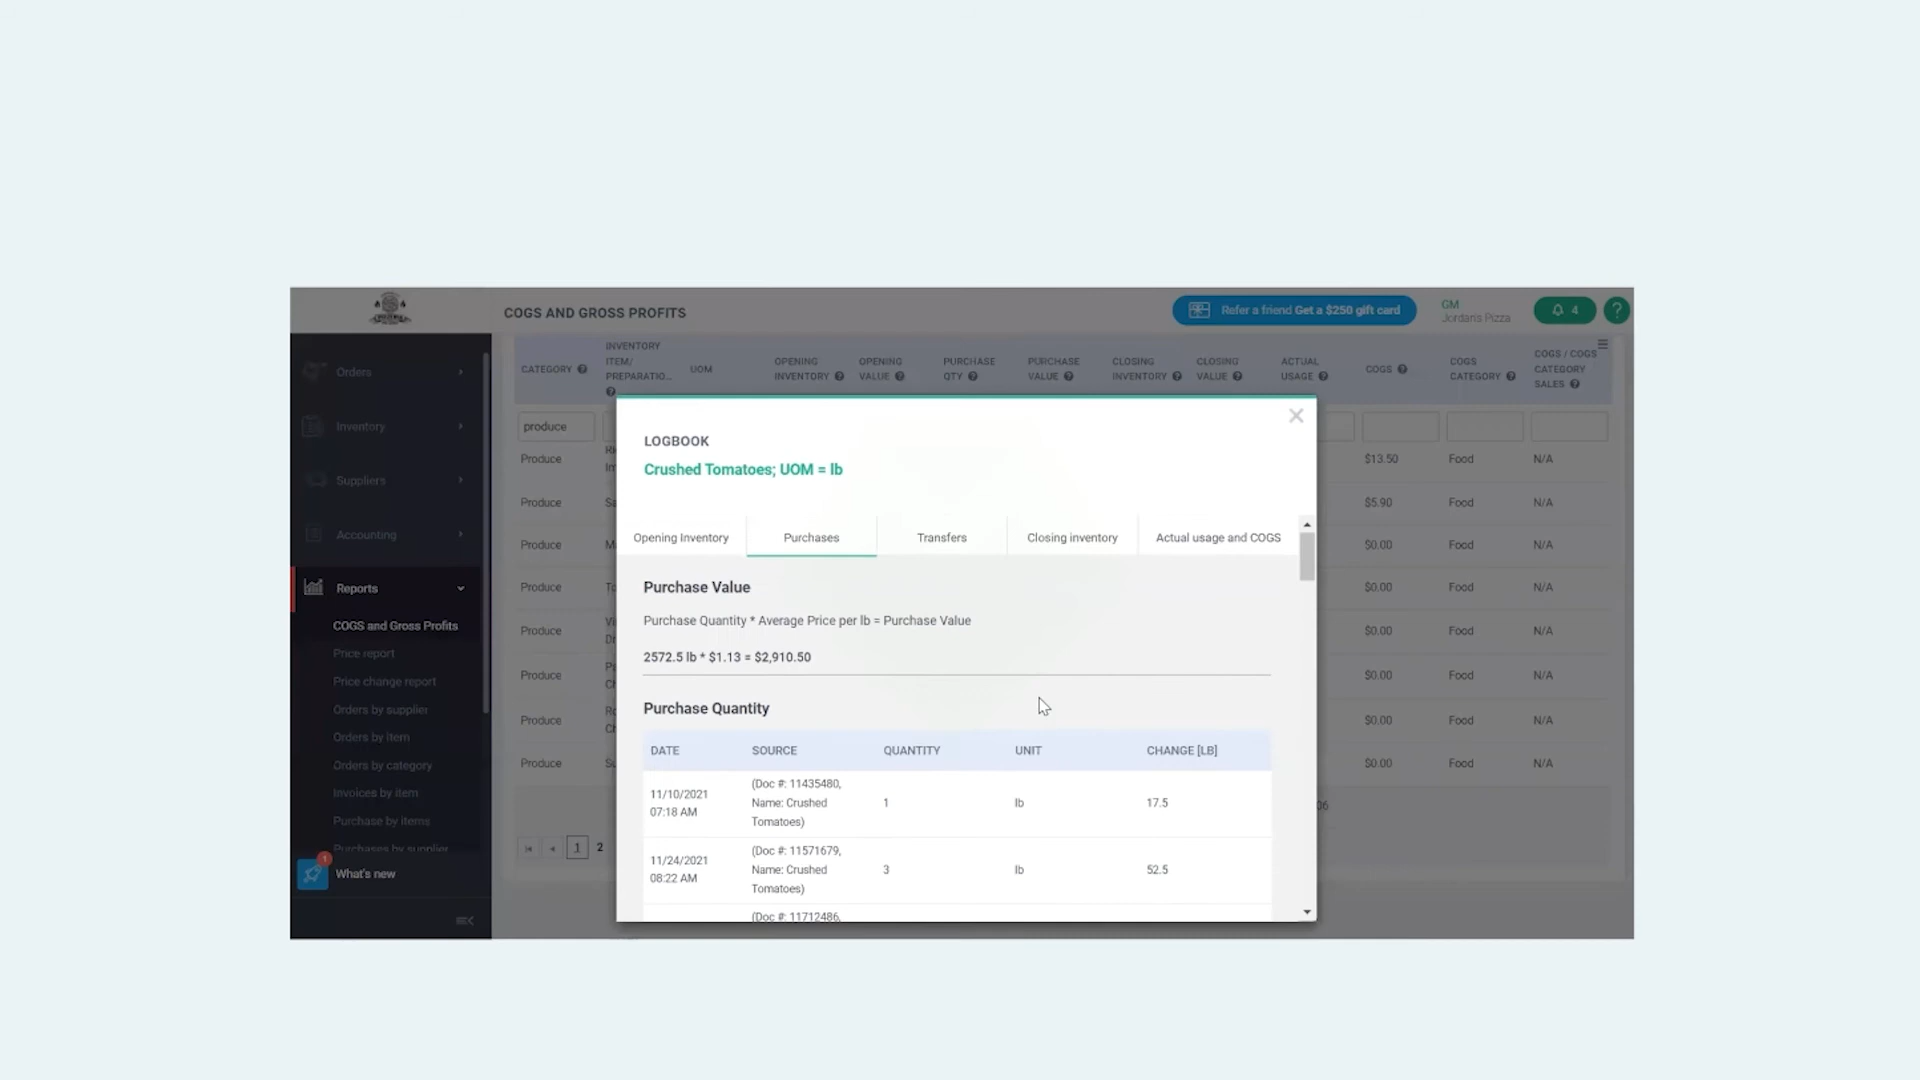 COGS AND GROSS PROFITS
Refer a friend Get a $250 gift card
GM
Jordan's Pizza
4
?
Orders
Inventory
Suppliers
Accounting
Reports
COGS and Gross Profits
Price report
Price change report
Orders by supplier
Orders by item
Orders by category
Invoices by item
Purchase by items
Purchases by supplier
1
What's new
CATEGORY
INVENTORY
ITEM/
PREPARATIO...
UOM
OPENING
INVENTORY
OPENING
VALUE
PURCHASE
QTY
PURCHASE
VALUE
CLOSING
INVENTORY
CLOSING
VALUE
ACTUAL
USAGE
COGS
COGS
CATEGORY
COGS / COGS
CATEGORY
SALES
produce
Produce
$13.50 Food N/A
Produce
$5.90 Food N/A
Produce
$0.00 Food N/A
Produce
$0.00 Food N/A
Produce
$0.00 Food N/A
Produce
$0.00 Food N/A
Produce
$0.00 Food N/A
Produce
$0.00 Food N/A
1 2
LOGBOOK
Crushed Tomatoes; UOM = lb
Opening Inventory Purchases Transfers Closing inventory Actual usage and COGS
Purchase Value
Purchase Quantity * Average Price per lb = Purchase Value
2572.5 lb * $1.13 = $2,910.50
Purchase Quantity
DATE SOURCE QUANTITY UNIT CHANGE [LB]
11/10/2021
07:18 AM
(Doc #: 11435480,
Name: Crushed
Tomatoes)
1 lb 17.5
11/24/2021
08:22 AM
(Doc #: 11571679,
Name: Crushed
Tomatoes)
3 lb 52.5
(Doc #: 11712486,